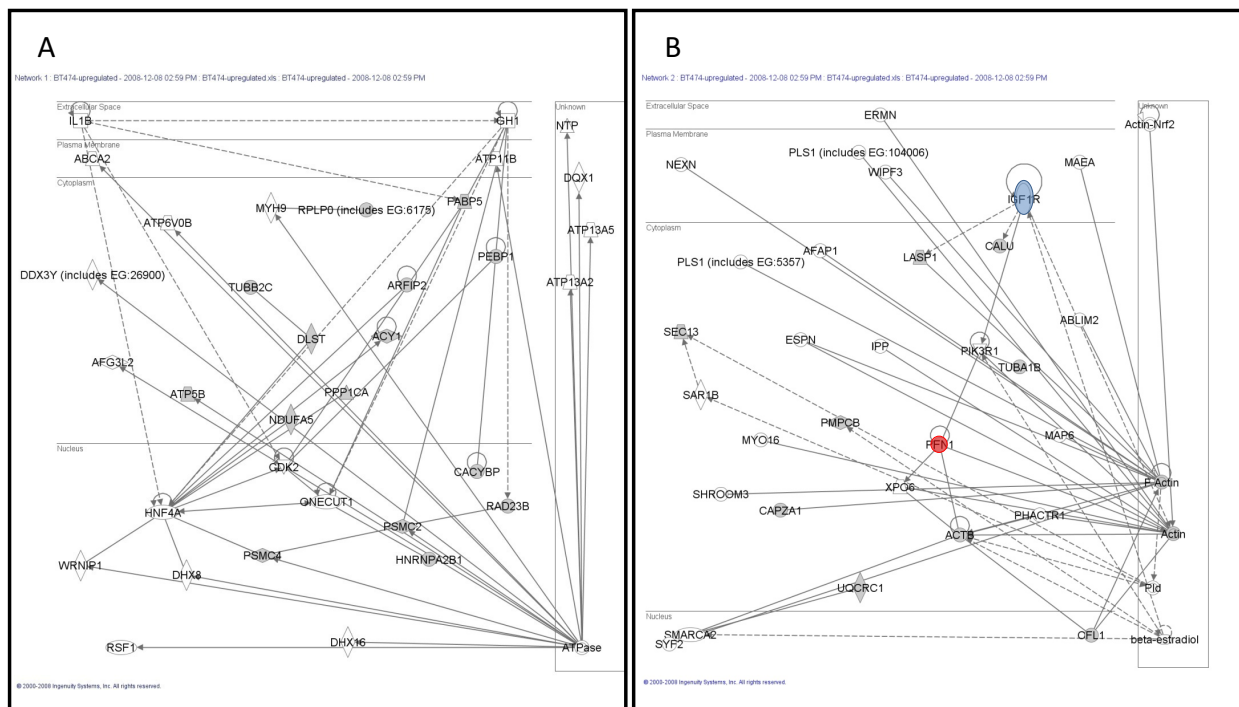 A
Network 1 : BT474-upregulated - 2008-12-08 02:59 PM : BT474-upregulated.xls : BT474-upregulated - 2008-12-08 02:59 PM
Extracellular Space
Unknown
IL1B
GH1
NTP
Plasma Membrane
ABCA2
ATP11B
Cytoplasm
DQX1
MYH9
RPLP0 (includes EG:6175)
FABP5
ATP6V0B
ATP13A5
PEBP1
DDX3Y (includes EG:26900)
TUBB2C
ARFIP2
ATP13A2
DLST
ACY1
AFG3L2
ATP5B
PPP1CA
NDUFA5
Nucleus
CDK2
CACYBP
HNF4A
ONECUT1
RAD23B
PSMC2
PSMC4
HNRNPA2B1
WRNIP1
DHX8
RSF1
DHX16
ATPase
© 2000-2008 Ingenuity Systems, Inc. All rights reserved.
B
Network 2 : BT474-upregulated - 2008-12-08 02:59 PM : BT474-upregulated.xls : BT474-upregulated - 2008-12-08 02:59 PM
Extracellular Space
Unknown
ERMN
Actin-Nrf2
Plasma Membrane
PLS1 (includes EG:104006)
NEXN
WIPF3
MAEA
IGF1R
Cytoplasm
AFAP1
CALU
LASP1
PLS1 (includes EG:5357)
ABLIM2
SEC13
ESPN
IPP
PIK3R1
TUBA1B
SAR1B
PMPCB
MYO16
PFN1
MAP6
XPO6
F Actin
SHROOM3
CAPZA1
PHACTR1
ACTB
Actin
UQCRC1
Pld
Nucleus
SMARCA2
CFL1
beta-estradiol
SYF2
© 2000-2008 Ingenuity Systems, Inc. All rights reserved.